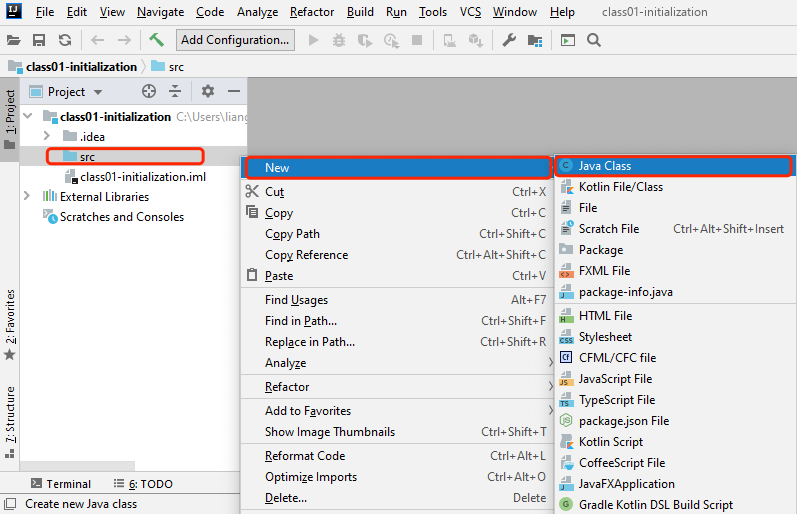 File Edit View Navigate Code Analyze Refactor Build Run Tools VCS Window Help class01-initialization
Add Configuration...
class01-initialization src
1: Project
Project
class01-initialization C:\Users\lian
.idea
src
class01-initialization.iml
External Libraries
Scratches and Consoles
2: Favorites
7: Structure
New
Cut Ctrl+X
Copy Ctrl+C
Copy Path Ctrl+Shift+C
Copy Reference Ctrl+Alt+Shift+C
Paste Ctrl+V
Find Usages Alt+F7
Find in Path... Ctrl+Shift+F
Replace in Path... Ctrl+Shift+R
Analyze
Refactor
Add to Favorites
Show Image Thumbnails Ctrl+Shift+T
Reformat Code Ctrl+Alt+L
Optimize Imports Ctrl+Alt+O
Delete... Delete
Java Class
Kotlin File/Class
File
Scratch File Ctrl+Alt+Shift+Insert
Package
FXML File
package-info.java
HTML File
Stylesheet
CFML/CFC file
JavaScript File
TypeScript File
package.json File
Kotlin Script
CoffeeScript File
JavaFXApplication
Gradle Kotlin DSL Build Script
Terminal 6: TODO
Create new Java class